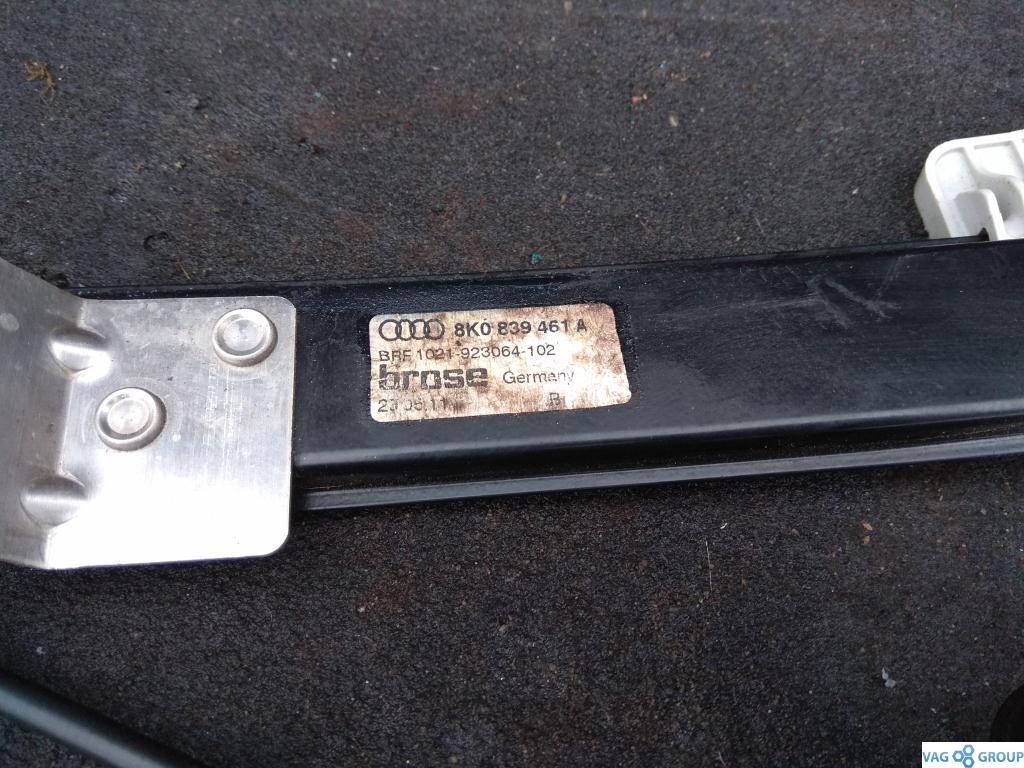 8K0 839 461 A
BRF 1021-923064-102
brose Germany
VAG GROUP